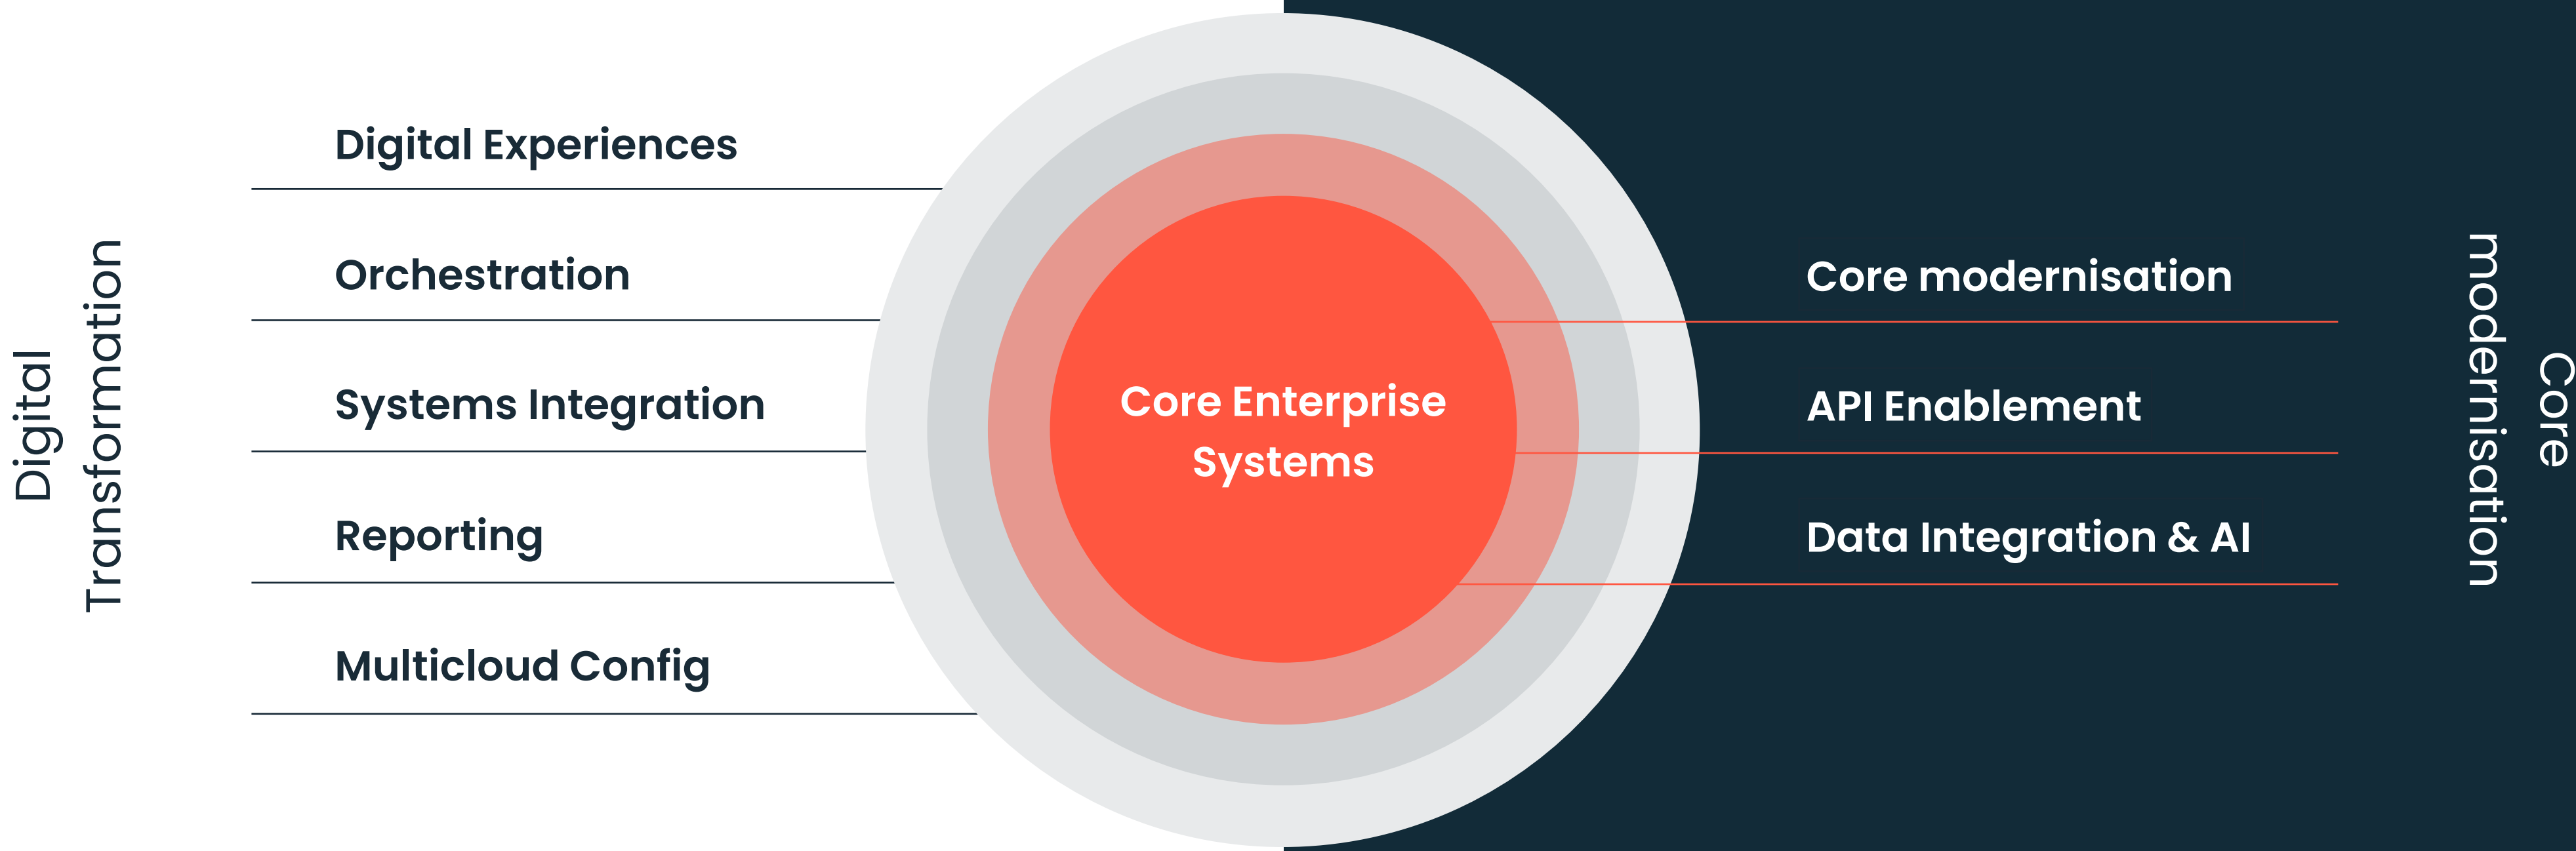 Digital
Transformation
Digital Experiences
Orchestration
Systems Integration
Reporting
Multicloud Config
Core Enterprise
Systems
Core modernisation
API Enablement
Data Integration & AI
Core
modernisation